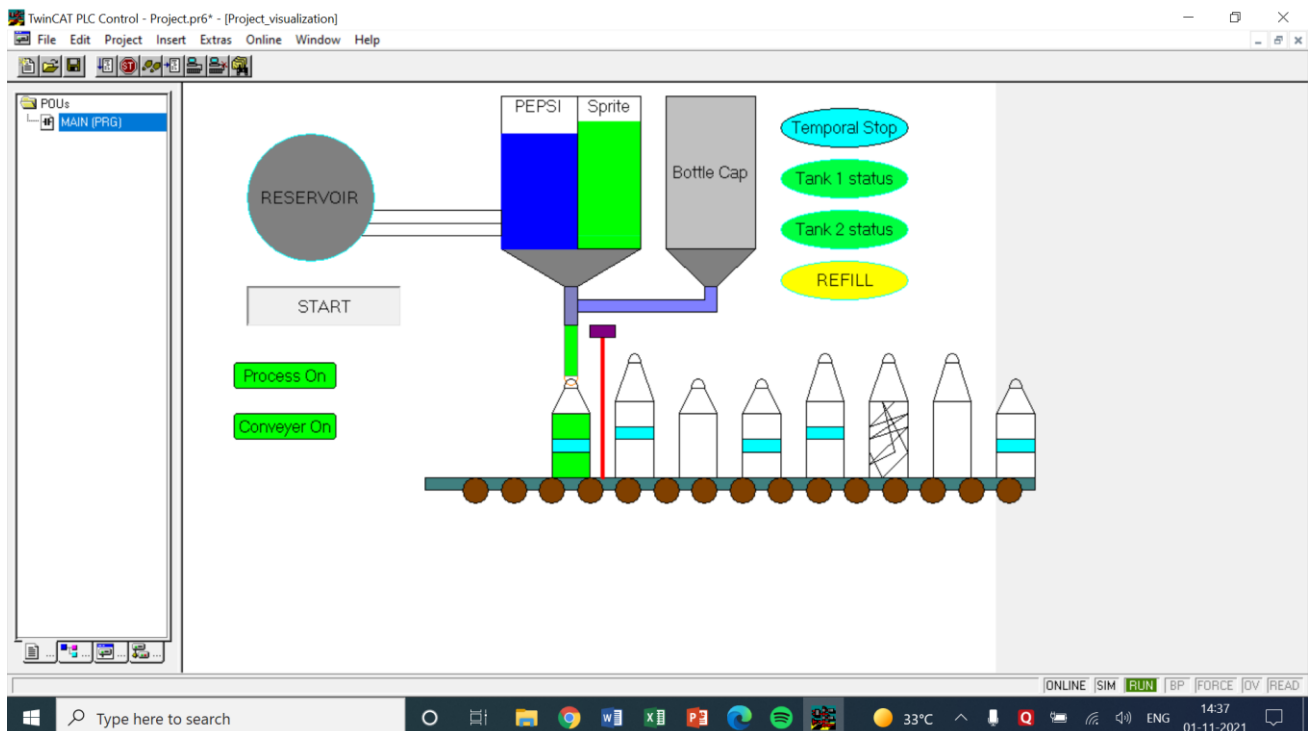 TwinCAT PLC Control - Project.pr6* - [Project_visualization]
File Edit Project Insert Extras Online Window Help
POUs
MAIN (PRG)
PEPSI Sprite
Bottle Cap
RESERVOIR
START
Process On
Conveyer On
Temporal Stop
Tank 1 status
Tank 2 status
REFILL
ONLINE SIM RUN BP FORCE OV READ
Type here to search
33°C ENG 14:37
01-11-2021